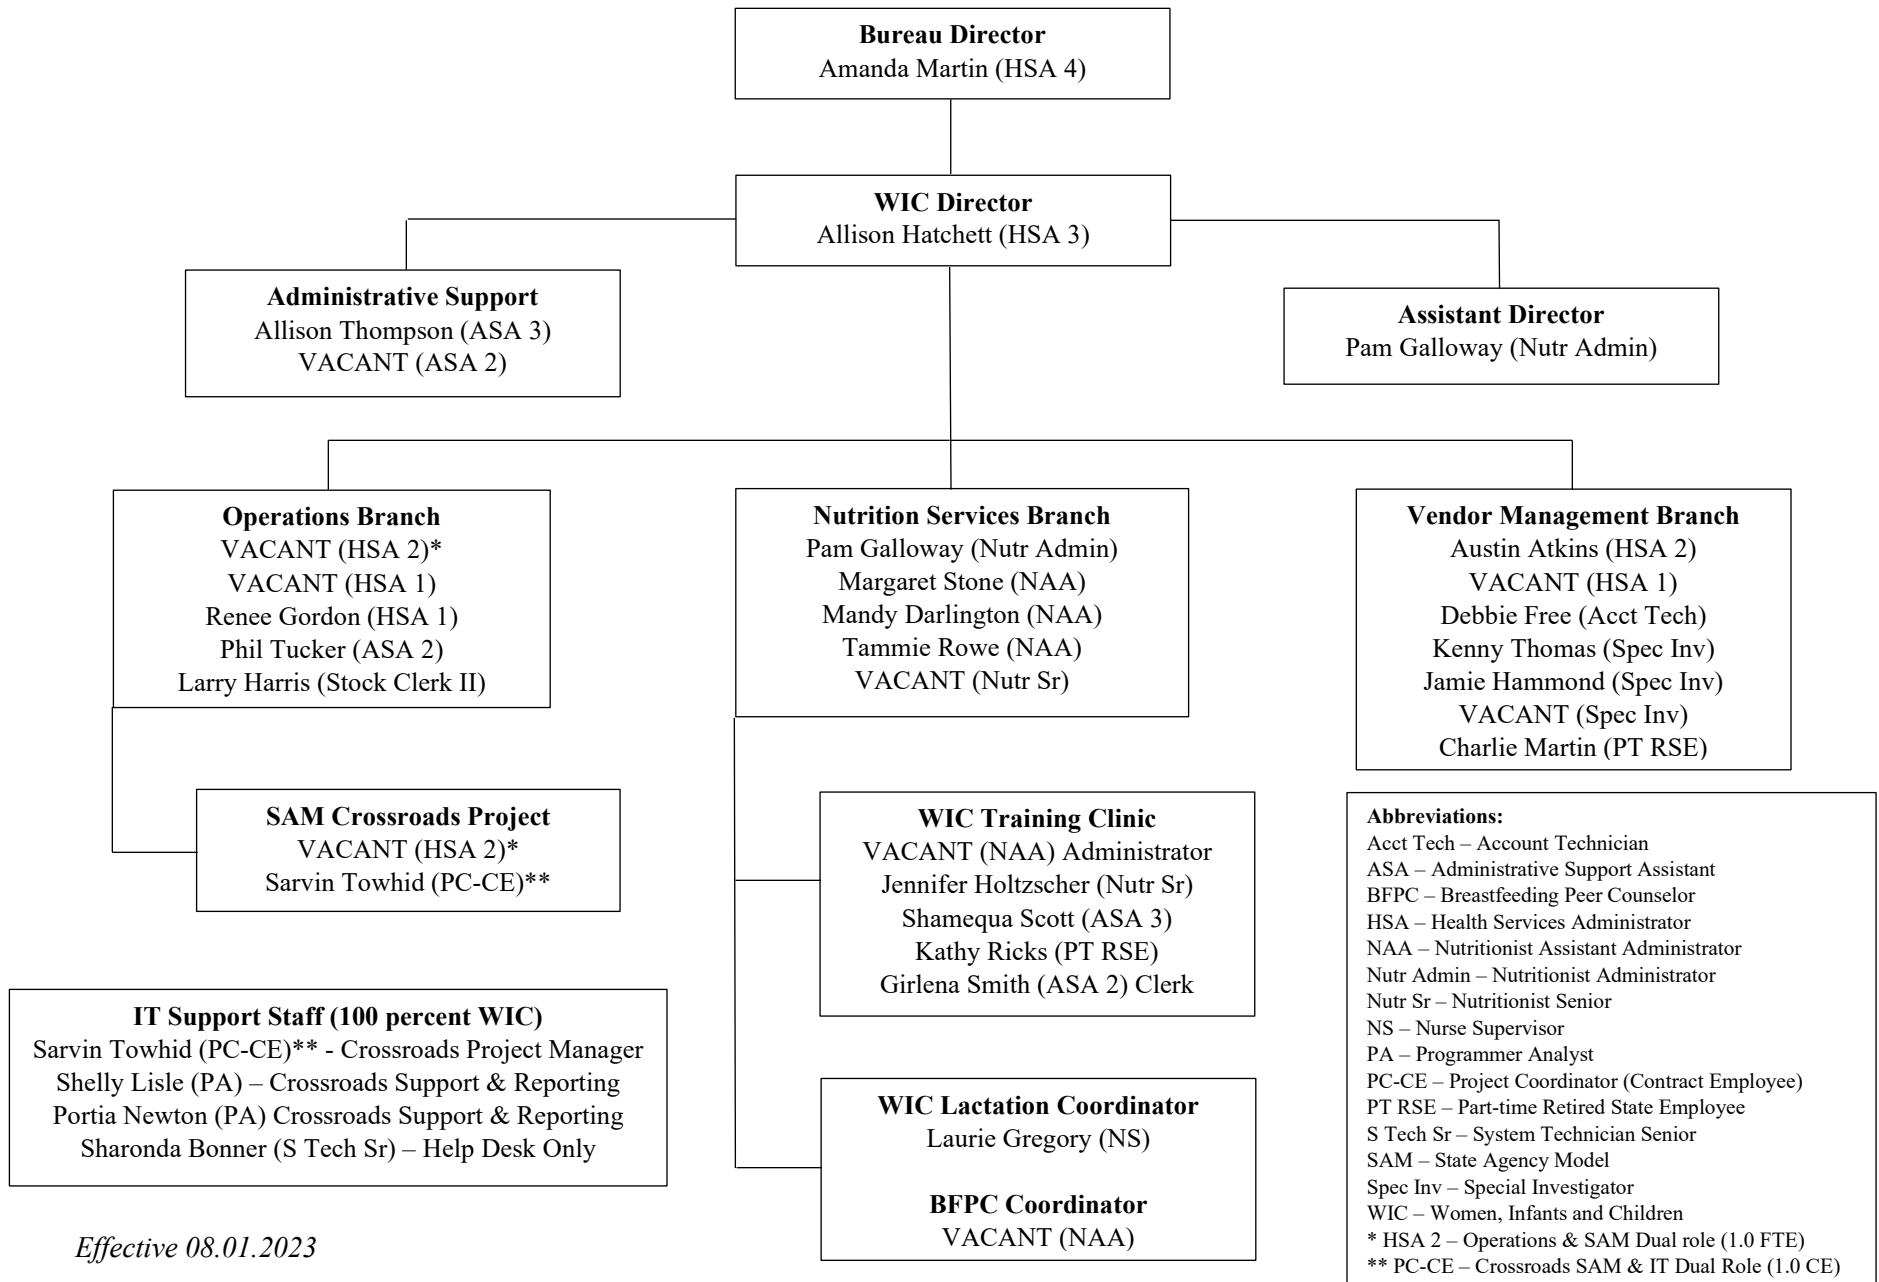 Bureau Director
Amanda Martin (HSA 4)
WIC Director
Allison Hatchett (HSA 3)
Administrative Support
Allison Thompson (ASA 3)
VACANT (ASA 2)
Assistant Director
Pam Galloway (Nutr Admin)
Operations Branch
VACANT (HSA 2)*
VACANT (HSA 1)
Renee Gordon (HSA 1)
Phil Tucker (ASA 2)
Larry Harris (Stock Clerk II)
Nutrition Services Branch
Pam Galloway (Nutr Admin)
Margaret Stone (NAA)
Mandy Darlington (NAA)
Tammie Rowe (NAA)
VACANT (Nutr Sr)
Vendor Management Branch
Austin Atkins (HSA 2)
VACANT (HSA 1)
Debbie Free (Acct Tech)
Kenny Thomas (Spec Inv)
Jamie Hammond (Spec Inv)
VACANT (Spec Inv)
Charlie Martin (PT RSE)
SAM Crossroads Project
VACANT (HSA 2)*
Sarvin Towhid (PC-CE)**
WIC Training Clinic
VACANT (NAA) Administrator
Jennifer Holtzscher (Nutr Sr)
Shamequa Scott (ASA 3)
Kathy Ricks (PT RSE)
Girlena Smith (ASA 2) Clerk
IT Support Staff (100 percent WIC)
Sarvin Towhid (PC-CE)** - Crossroads Project Manager
Shelly Lisle (PA) – Crossroads Support & Reporting
Portia Newton (PA) Crossroads Support & Reporting
Sharonda Bonner (S Tech Sr) – Help Desk Only
WIC Lactation Coordinator
Laurie Gregory (NS)
BFPC Coordinator
VACANT (NAA)
Abbreviations:
Acct Tech – Account Technician
ASA – Administrative Support Assistant
BFPC – Breastfeeding Peer Counselor
HSA – Health Services Administrator
NAA – Nutritionist Assistant Administrator
Nutr Admin – Nutritionist Administrator
Nutr Sr – Nutritionist Senior
NS – Nurse Supervisor
PA – Programmer Analyst
PC-CE – Project Coordinator (Contract Employee)
PT RSE – Part-time Retired State Employee
S Tech Sr – System Technician Senior
SAM – State Agency Model
Spec Inv – Special Investigator
WIC – Women, Infants and Children
* HSA 2 – Operations & SAM Dual role (1.0 FTE)
** PC-CE – Crossroads SAM & IT Dual Role (1.0 CE)
Effective 08.01.2023